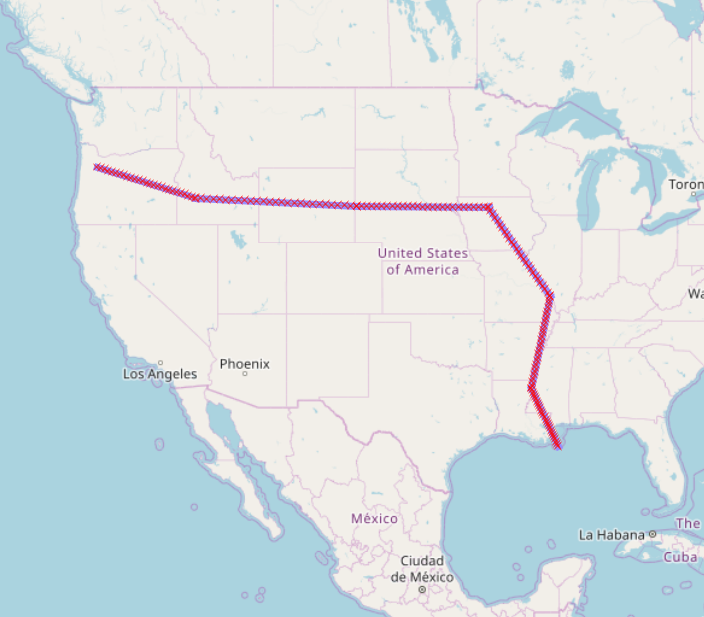 Toron
United States
of America
Wa
Phoenix
Los Angeles
México
The
La Habana
Cuba
Ciudad
de México